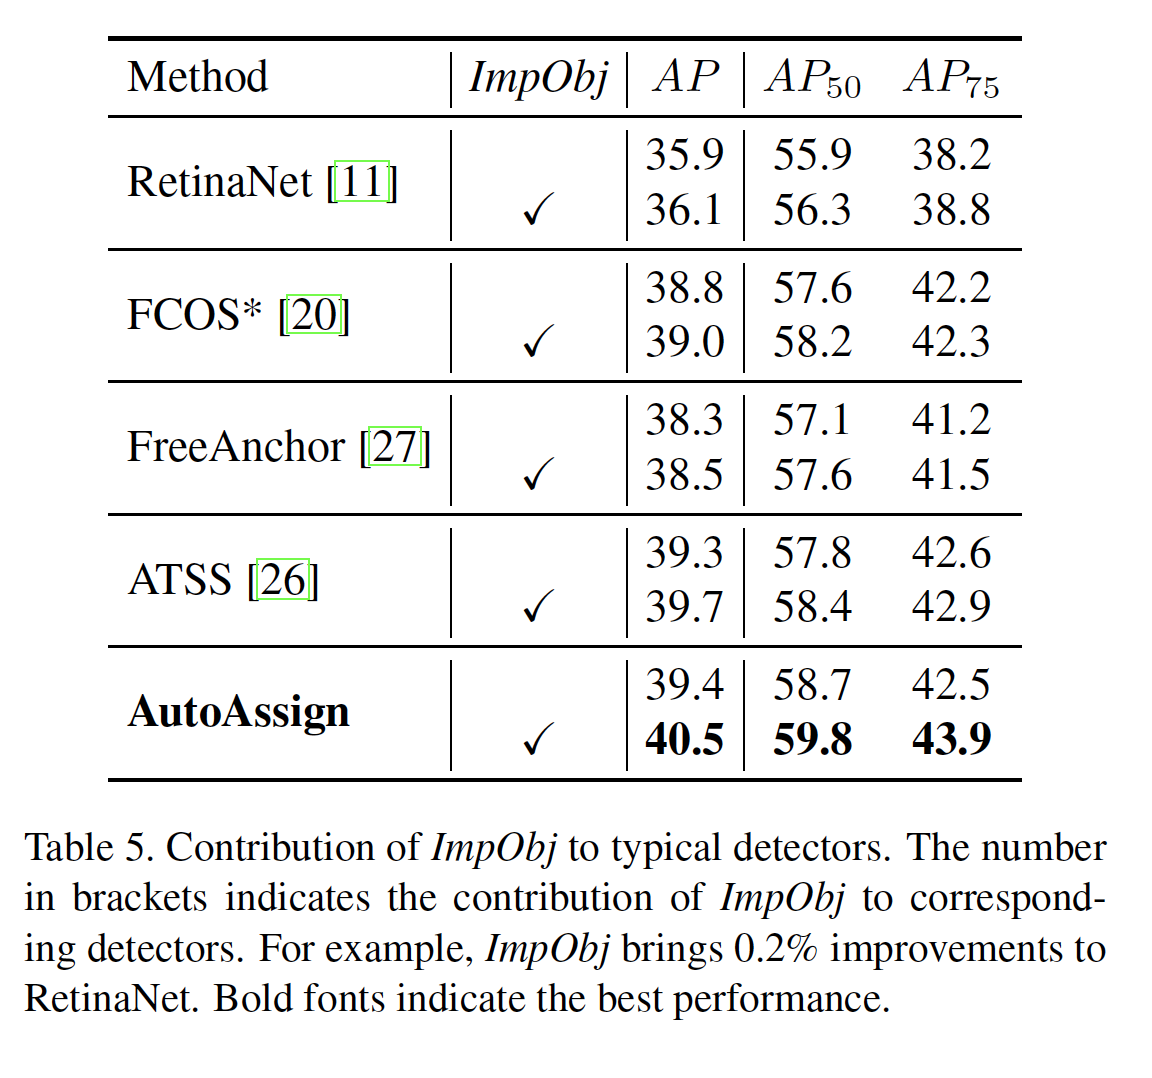 Method ImpObj AP AP50 AP75
35.9 55.9 38.2
RetinaNet [11]
✓ 36.1 56.3 38.8
38.8 57.6 42.2
FCOS* [20]
✓ 39.0 58.2 42.3
38.3 57.1 41.2
FreeAnchor [27]
✓ 38.5 57.6 41.5
39.3 57.8 42.6
ATSS [26]
✓ 39.7 58.4 42.9
39.4 58.7 42.5
AutoAssign
✓ 40.5 59.8 43.9
Table 5. Contribution of ImpObj to typical detectors. The number
in brackets indicates the contribution of ImpObj to correspond-
ing detectors. For example, ImpObj brings 0.2% improvements to
RetinaNet. Bold fonts indicate the best performance.